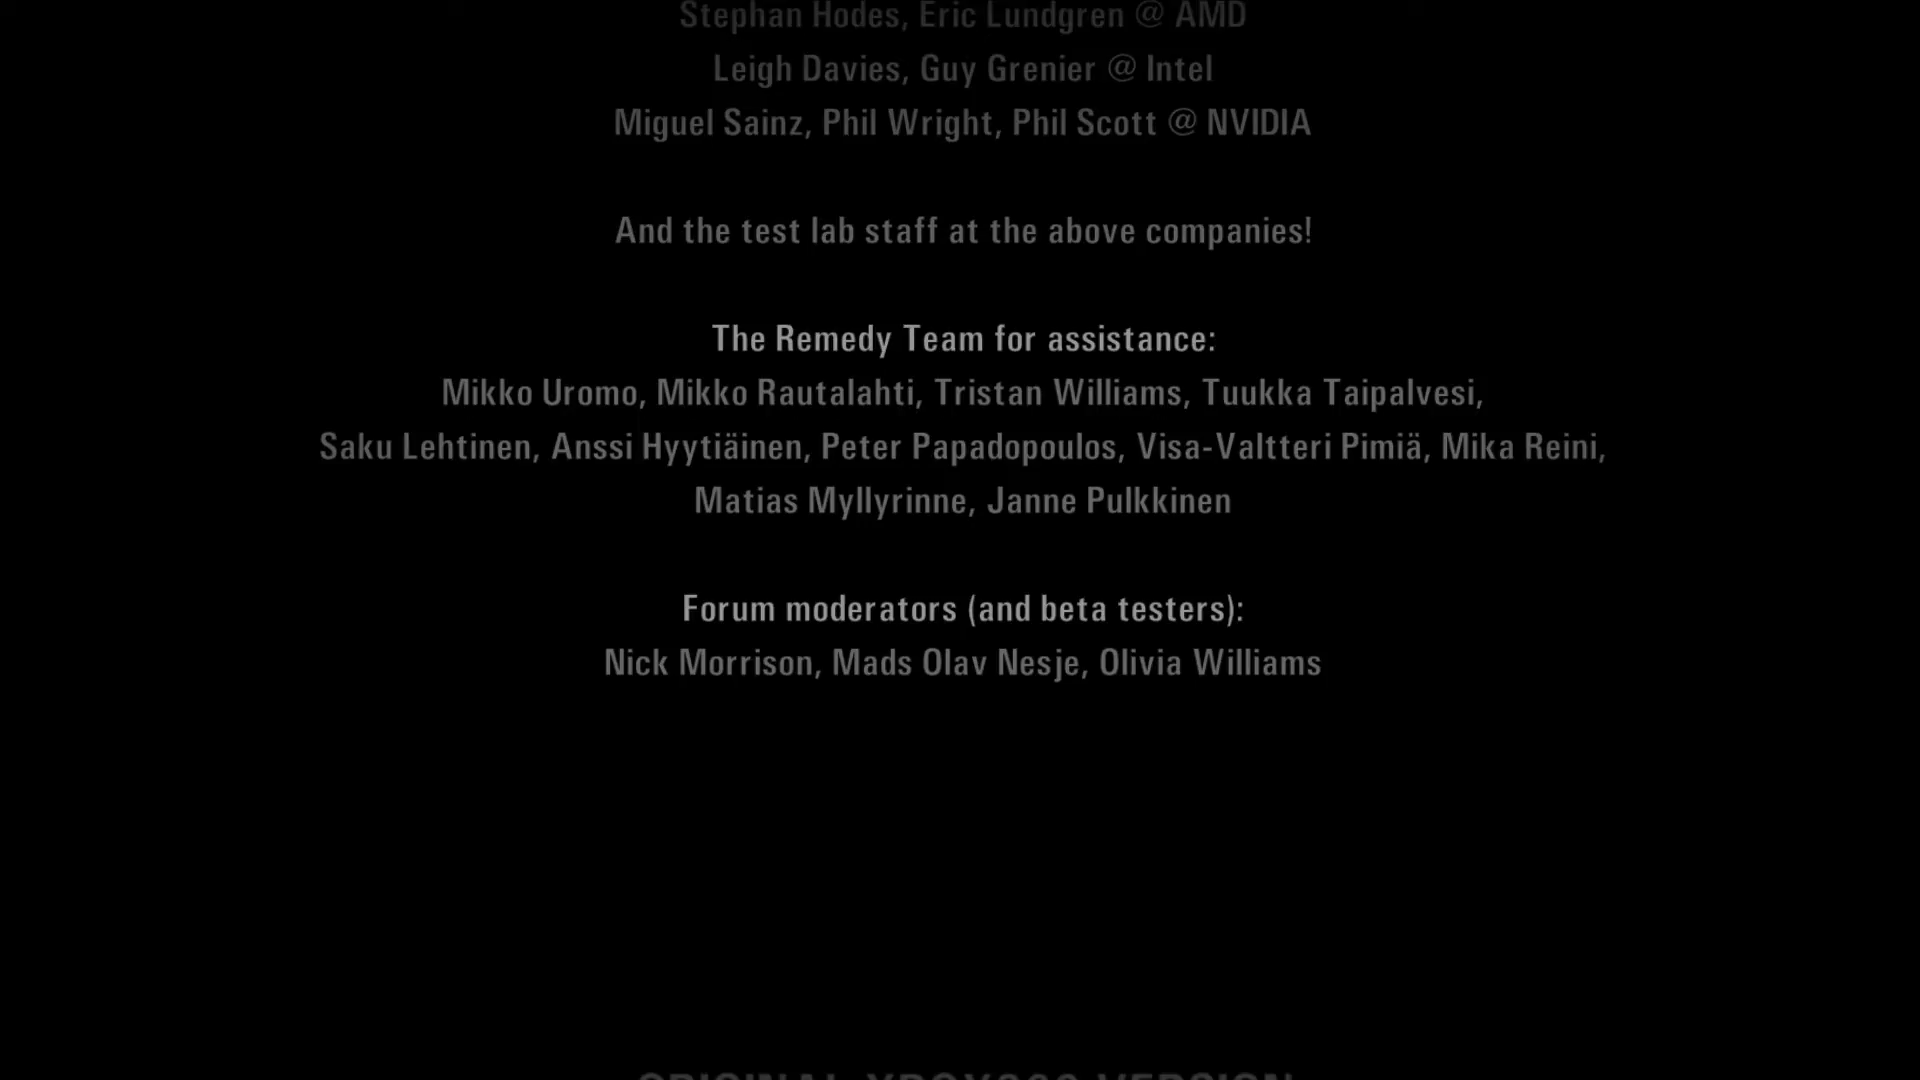 Stephan Hodes, Eric Lundgren @ AMD
Leigh Davies, Guy Grenier @ Intel
Miguel Sainz, Phil Wright, Phil Scott @ NVIDIA
And the test lab staff at the above companies!
The Remedy Team for assistance:
Mikko Uromo, Mikko Rautalahti, Tristan Williams, Tuukka Taipalvesi,
Saku Lehtinen, Anssi Hyytiäinen, Peter Papadopoulos, Visa-Valtteri Pimiä, Mika Reini,
Matias Myllyrinne, Janne Pulkkinen
Forum moderators (and beta testers):
Nick Morrison, Mads Olav Nesje, Olivia Williams
ORIGINAL XBOX360 VERSION